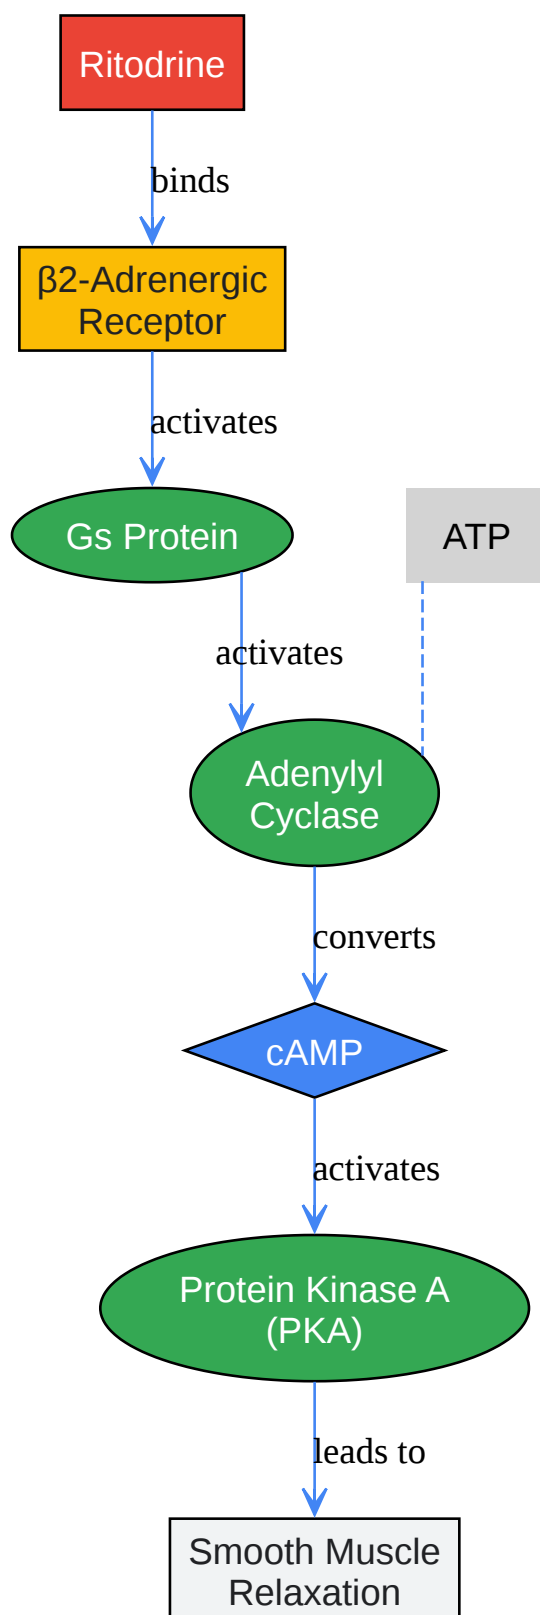 Ritodrine
binds
β2-Adrenergic
Receptor
activates
Gs Protein
ATP
activates
Adenylyl
Cyclase
converts
cAMP
activates
Protein Kinase A
(PKA)
leads to
Smooth Muscle
Relaxation